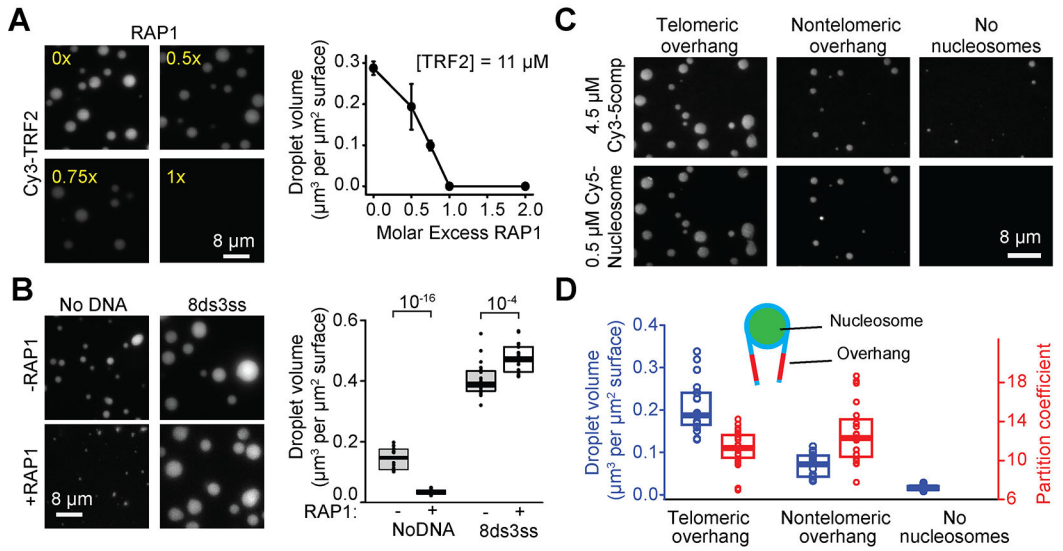 A
RAP1
0x
0.5x
0.75x
1x
Cy3-TRF2
8 µm
[TRF2] = 11 µM
Droplet volume
(µm³ per µm² surface)
0.3
0.2
0.1
0.0
0.0 0.5 1.0 1.5 2.0
Molar Excess RAP1
B
No DNA
8ds3ss
-RAP1
+RAP1
8 µm
10⁻¹⁶
10⁻⁴
Droplet volume
(µm³ per µm² surface)
0.6
0.4
0.2
0.0
RAP1: - + - +
NoDNA 8ds3ss
C
Telomeric
overhang
Nontelomeric
overhang
No
nucleosomes
4.5 µM
Cy3-5comp
0.5 µM Cy5-
Nucleosome
8 µm
D
Droplet volume
(µm³ per µm² surface)
0.4
0.3
0.2
0.1
0.0
Nucleosome
Overhang
18
14
10
6
Partition coefficient
Telomeric
overhang
Nontelomeric
overhang
No
nucleosomes